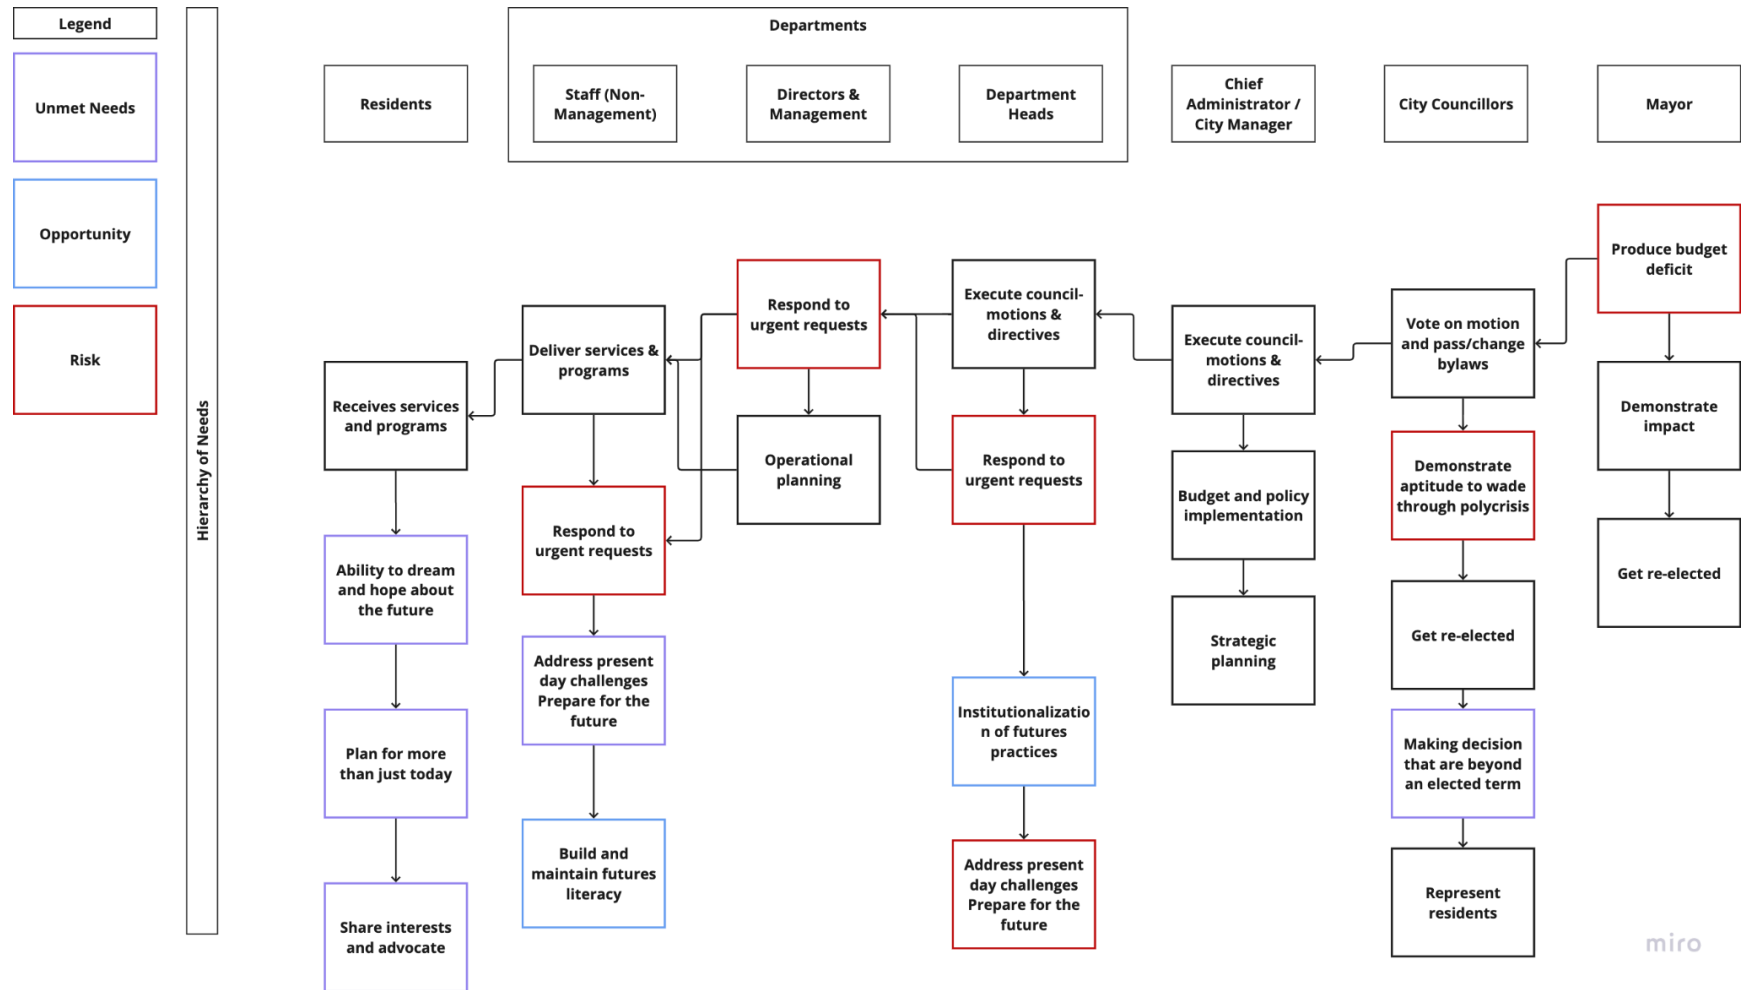 Legend
Unmet Needs
Opportunity
Risk
Hierarchy of Needs
Departments
Residents
Staff (Non-
Management)
Directors &
Management
Department
Heads
Chief
Administrator /
City Manager
City Councillors
Mayor
Receives services
and programs
Ability to dream
and hope about
the future
Plan for more
than just today
Share interests
and advocate
Deliver services &
programs
Respond to
urgent requests
Address present
day challenges
Prepare for the
future
Build and
maintain futures
literacy
Respond to
urgent requests
Operational
planning
Execute council-
motions &
directives
Respond to
urgent requests
Institutionalizatio
n of futures
practices
Address present
day challenges
Prepare for the
future
Execute council-
motions &
directives
Budget and policy
implementation
Strategic
planning
Vote on motion
and pass/change
bylaws
Demonstrate
aptitude to wade
through polycrisis
Get re-elected
Making decision
that are beyond
an elected term
Represent
residents
Produce budget
deficit
Demonstrate
impact
Get re-elected
miro